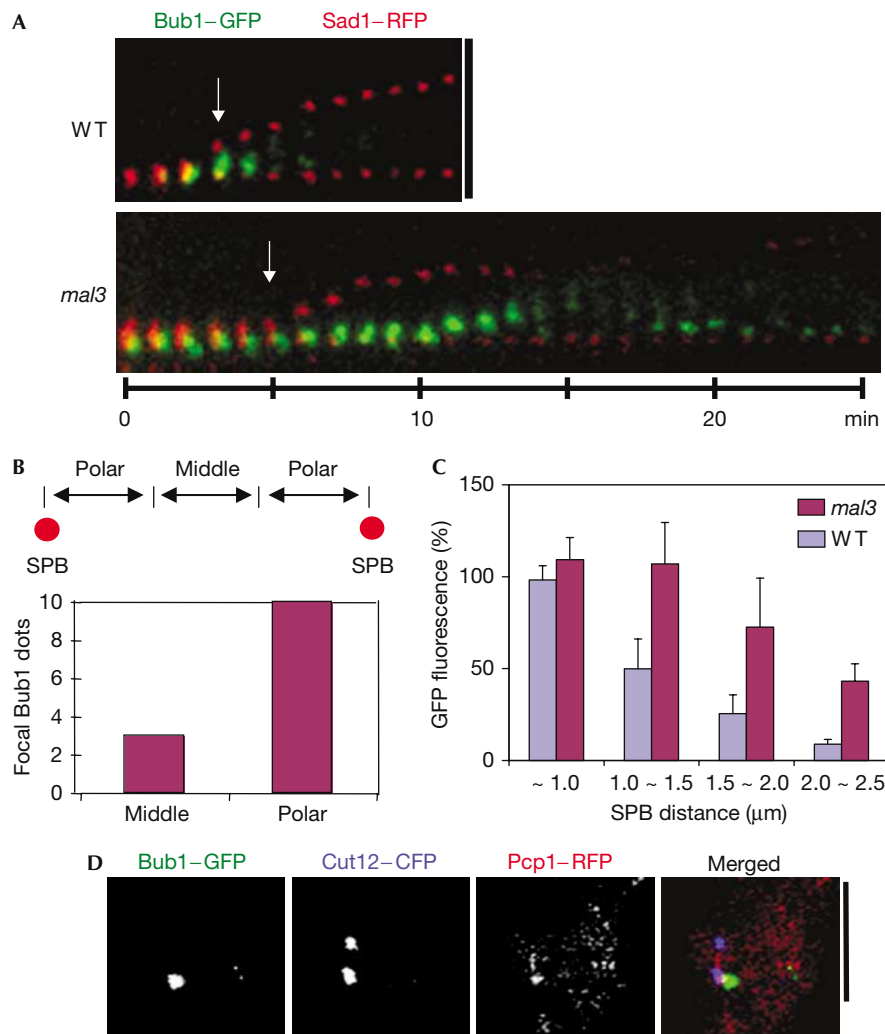 A
Bub1–GFP Sad1–RFP
WT
mal3
0 10 20 min
B
Polar Middle Polar
SPB SPB
Focal Bub1 dots
10
8
6
4
2
0
Middle Polar
C
GFP fluorescence (%)
150
100
50
0
mal3
WT
~ 1.0 1.0 ~ 1.5 1.5 ~ 2.0 2.0 ~ 2.5
SPB distance (μm)
D
Bub1–GFP Cut12–CFP Pcp1–RFP Merged